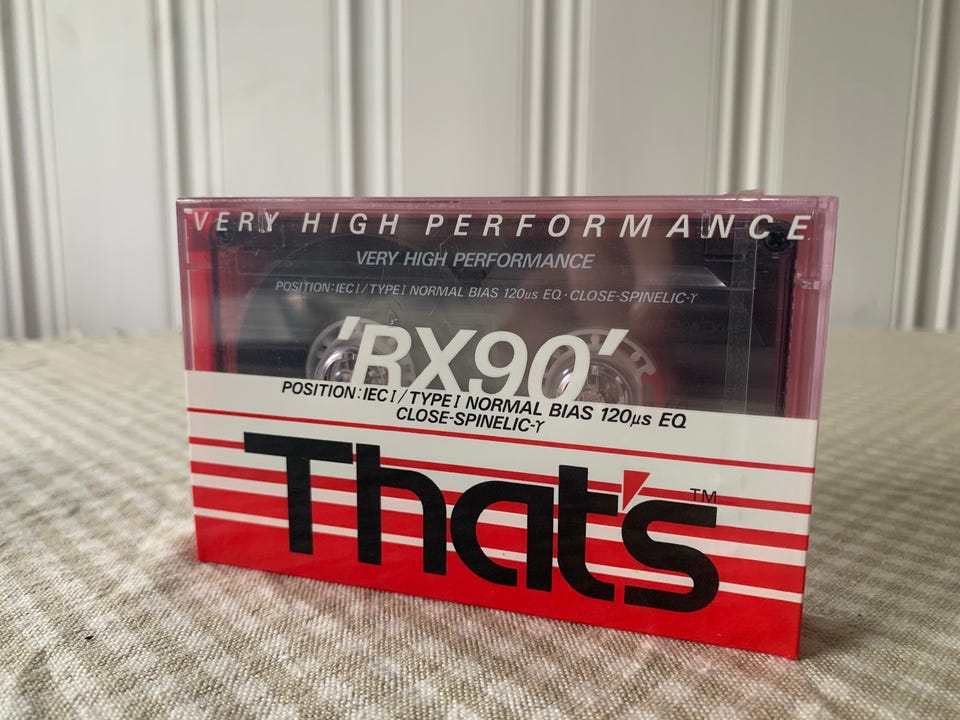 VERY HIGH PERFORMANCE
VERY HIGH PERFORMANCE
POSITION:IEC I/TYPE I NORMAL BIAS 120μs EQ·CLOSE-SPINELIC-γ
'RX90'
POSITION:IEC I/TYPE I NORMAL BIAS 120μs EQ
CLOSE-SPINELIC-γ
That's TM